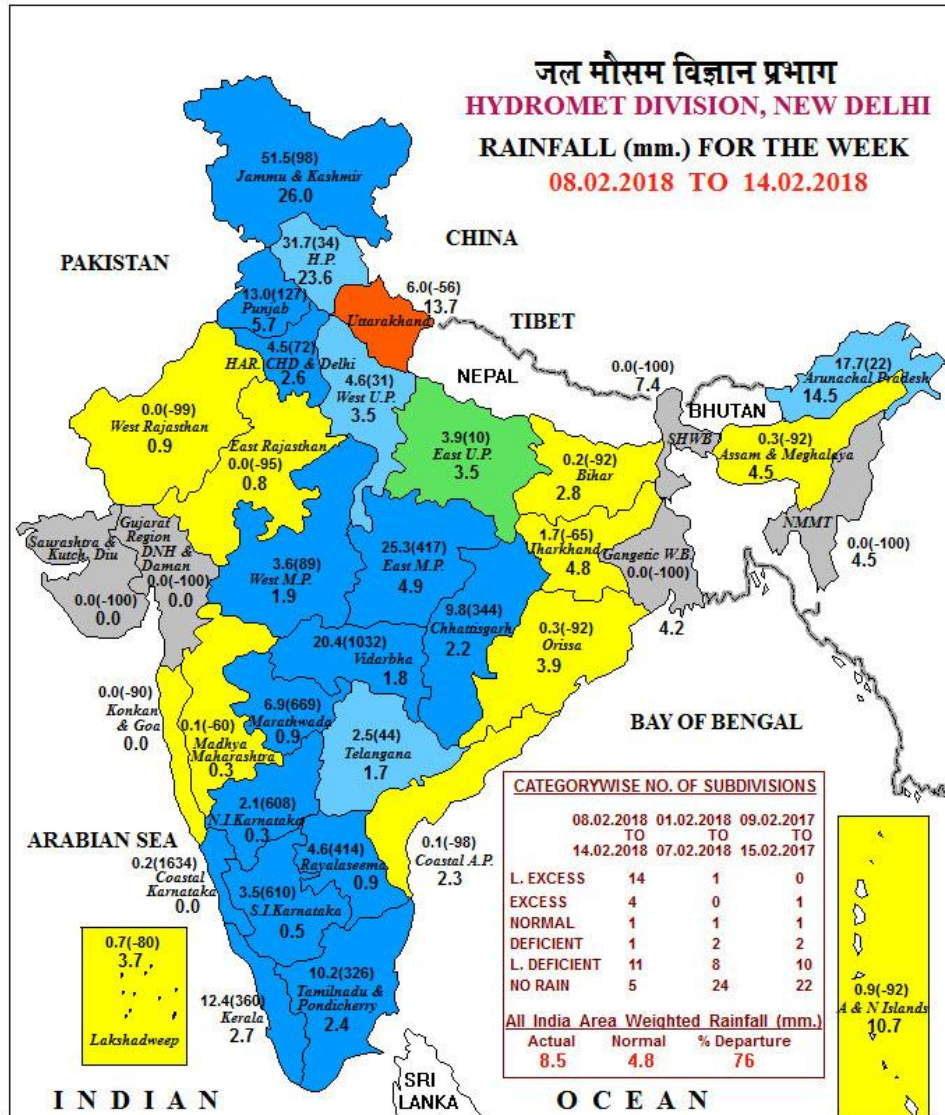 जल मौसम विज्ञान प्रभाग
HYDROMET DIVISION, NEW DELHI
RAINFALL (mm.) FOR THE WEEK
08.02.2018 TO 14.02.2018
51.5(98)
Jammu & Kashmir
26.0
CHINA
31.7(34)
H.P.
23.6
PAKISTAN
13.0(127)
Punjab
5.7
6.0(-56)
13.7
Uttarakhand
TIBET
4.5(72)
HAR. CHD & Delhi
2.6
4.6(31)
West U.P.
3.5
NEPAL
0.0(-100)
7.4
SHWB
BHUTAN
17.7(22)
Arunachal Pradesh
14.5
0.0(-99)
West Rajasthan
0.9
East Rajasthan
0.0(-95)
0.8
3.9(10)
East U.P.
3.5
0.2(-92)
Bihar
2.8
0.3(-92)
Assam & Meghalaya
4.5
NMMT
0.0(-100)
4.5
Saurashtra &
Kutch, Diu
0.0(-100)
0.0
Gujarat
Region
DNH &
Daman
0.0(-100)
0.0
3.6(89)
West M.P.
1.9
25.3(417)
East M.P.
4.9
1.7(-65)
Jharkhand
4.8
Gangetic W.B.
0.0(-100)
4.2
9.8(344)
Chhattisgarh
2.2
0.3(-92)
Orissa
3.9
20.4(1032)
Vidarbha
1.8
0.0(-90)
Konkan
& Goa
0.0
0.1(-60)
Madhya
Maharashtra
0.3
6.9(669)
Marathwada
0.9
2.5(44)
Telangana
1.7
BAY OF BENGAL
ARABIAN SEA
2.1(608)
N.I.Karnataka
0.3
4.6(414)
Rayalaseema
0.9
0.1(-98)
Coastal A.P.
2.3
0.2(1634)
Coastal
Karnataka
0.0
3.5(610)
S.I.Karnataka
0.5
0.7(-80)
3.7
Lakshadweep
12.4(360)
Kerala
2.7
10.2(326)
Tamilnadu &
Pondicherry
2.4
CATEGORYWISE NO. OF SUBDIVISIONS
08.02.2018 01.02.2018 09.02.2017
TO TO TO
14.02.2018 07.02.2018 15.02.2017
L. EXCESS 14 1 0
EXCESS 4 0 1
NORMAL 1 1 1
DEFICIENT 1 2 2
L. DEFICIENT 11 8 10
NO RAIN 5 24 22
All India Area Weighted Rainfall (mm.)
Actual Normal % Departure
8.5 4.8 76
0.9(-92)
A & N Islands
10.7
SRI
LANKA
INDIAN OCEAN